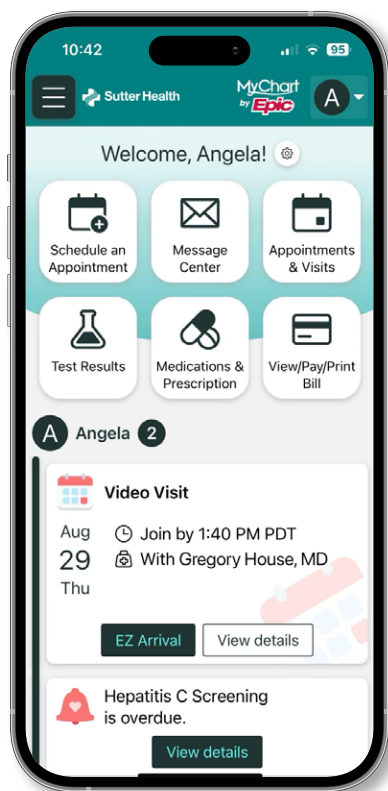 10:42
95
Sutter Health
MyChart
by Epic
A
Welcome, Angela!
Schedule an
Appointment
Message
Center
Appointments
& Visits
Test Results
Medications &
Prescription
View/Pay/Print
Bill
A
Angela
2
Video Visit
Aug
29
Thu
Join by 1:40 PM PDT
With Gregory House, MD
EZ Arrival
View details
Hepatitis C Screening
is overdue.
View details